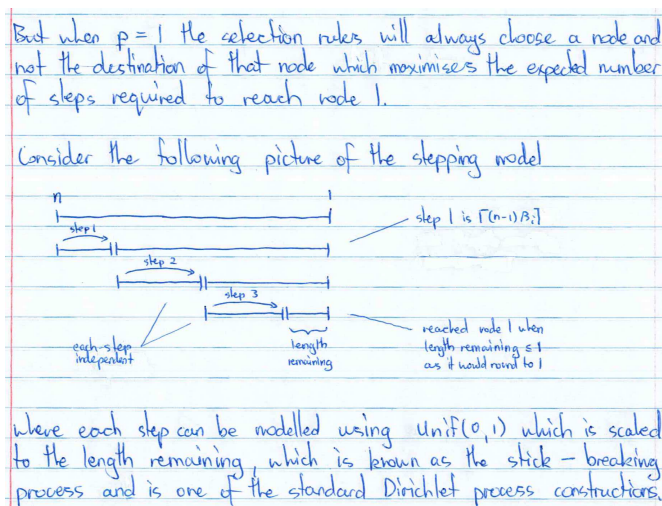 But when p = 1 the selection rules will always choose a node and
not the destination of that node which maximises the expected number
of steps required to reach node 1.
Consider the following picture of the stepping model
n 1
step 1
step 1 is ⌈(n-1)βᵢ⌉
step 2
step 3
each step
independent
length
remaining
reached node 1 when
length remaining ≤ 1
as it would round to 1
where each step can be modelled using Unif(0,1) which is scaled
to the length remaining, which is known as the stick-breaking
process and is one of the standard Dirichlet process constructions.